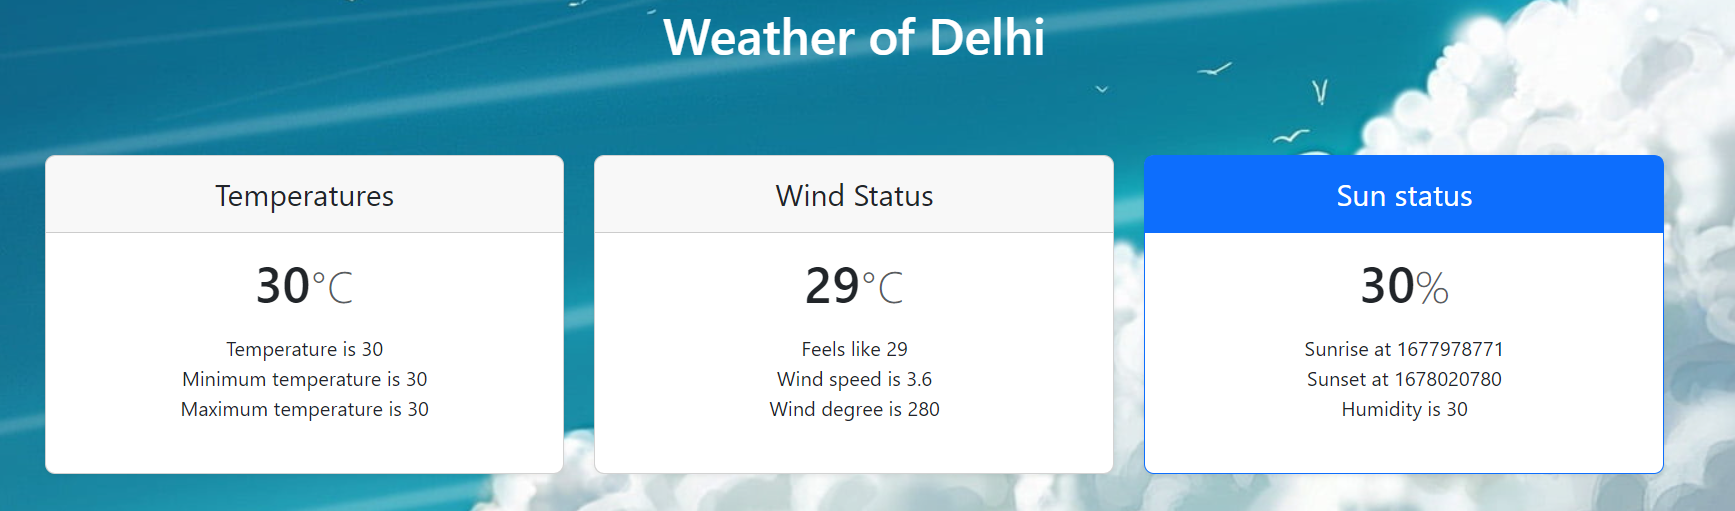 Weather of Delhi
Temperatures
30°C
Temperature is 30
Minimum temperature is 30
Maximum temperature is 30
Wind Status
29°C
Feels like 29
Wind speed is 3.6
Wind degree is 280
Sun status
30%
Sunrise at 1677978771
Sunset at 1678020780
Humidity is 30